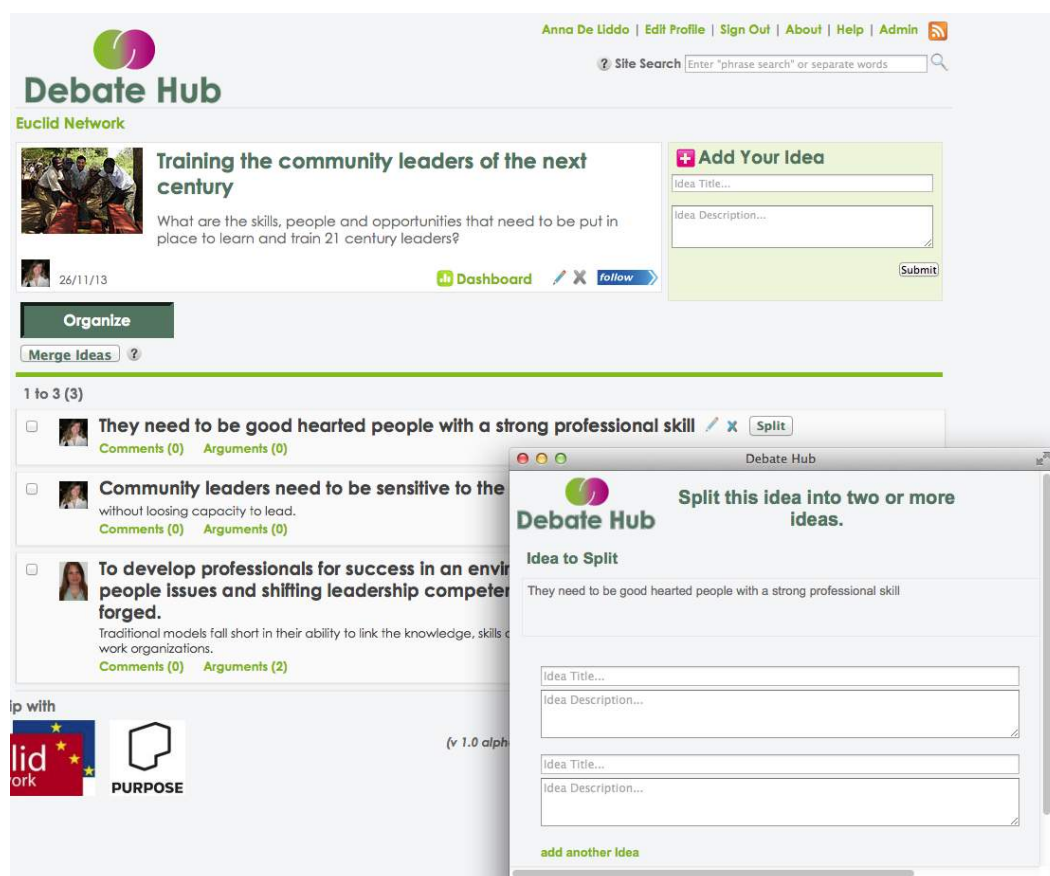 Anna De Liddo | Edit Profile | Sign Out | About | Help | Admin
? Site Search Enter "phrase search" or separate words
Debate Hub
Euclid Network
Training the community leaders of the next
century
What are the skills, people and opportunities that need to be put in
place to learn and train 21 century leaders?
26/11/13
Dashboard
follow
Add Your Idea
Idea Title...
Idea Description...
Submit
Organize
Merge Ideas ?
1 to 3 (3)
They need to be good hearted people with a strong professional skill Split
Comments (0) Arguments (0)
Community leaders need to be sensitive to the
without loosing capacity to lead.
Comments (0) Arguments (0)
To develop professionals for success in an
people issues and shifting leadership
forged.
Traditional models fall short in their ability to link the knowledge, skills
work organizations.
Comments (0) Arguments (2)
ip with
lid
ork
PURPOSE
(v 1.0 alph
Debate Hub
Debate Hub
Split this idea into two or more
ideas.
Idea to Split
They need to be good hearted people with a strong professional skill
Idea Title...
Idea Description...
Idea Title...
Idea Description...
add another Idea